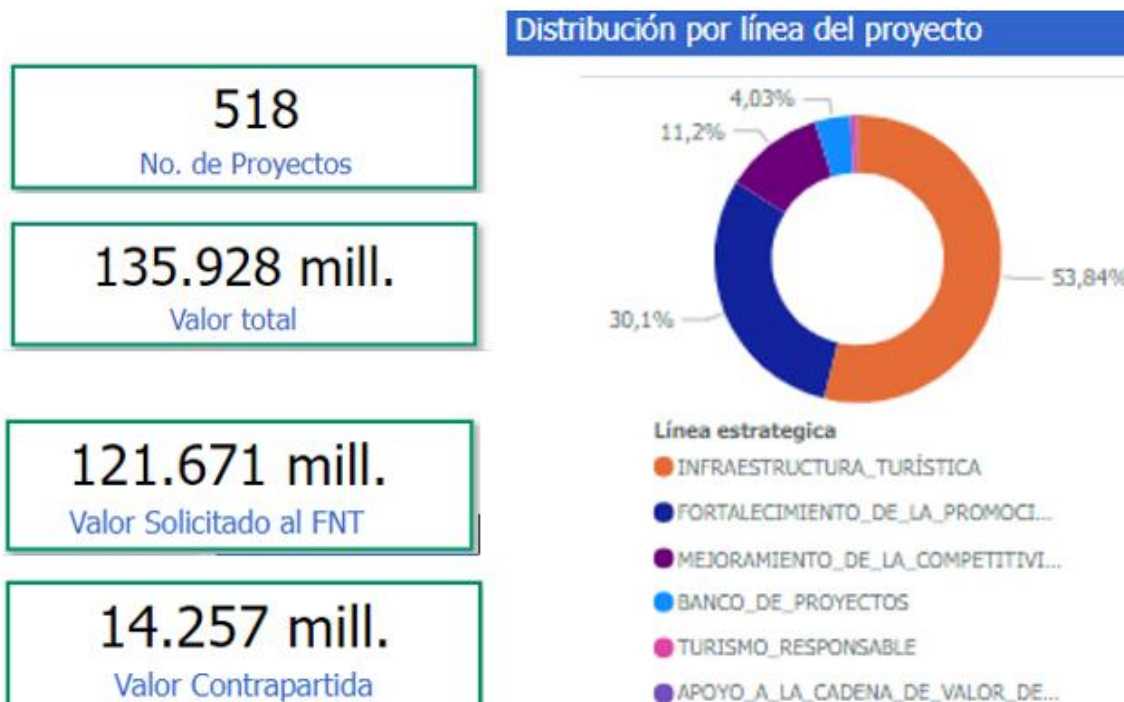 518
No. de Proyectos
135.928 mill.
Valor total
121.671 mill.
Valor Solicitado al FNT
14.257 mill.
Valor Contrapartida
Distribución por línea del proyecto
4,03%
11,2%
53,84%
30,1%
Línea estrategica
INFRAESTRUCTURA_TURÍSTICA
FORTALECIMIENTO_DE_LA_PROMOCI...
MEJORAMIENTO_DE_LA_COMPETITIVI...
BANCO_DE_PROYECTOS
TURISMO_RESPONSABLE
APOYO_A_LA_CADENA_DE_VALOR_DE...